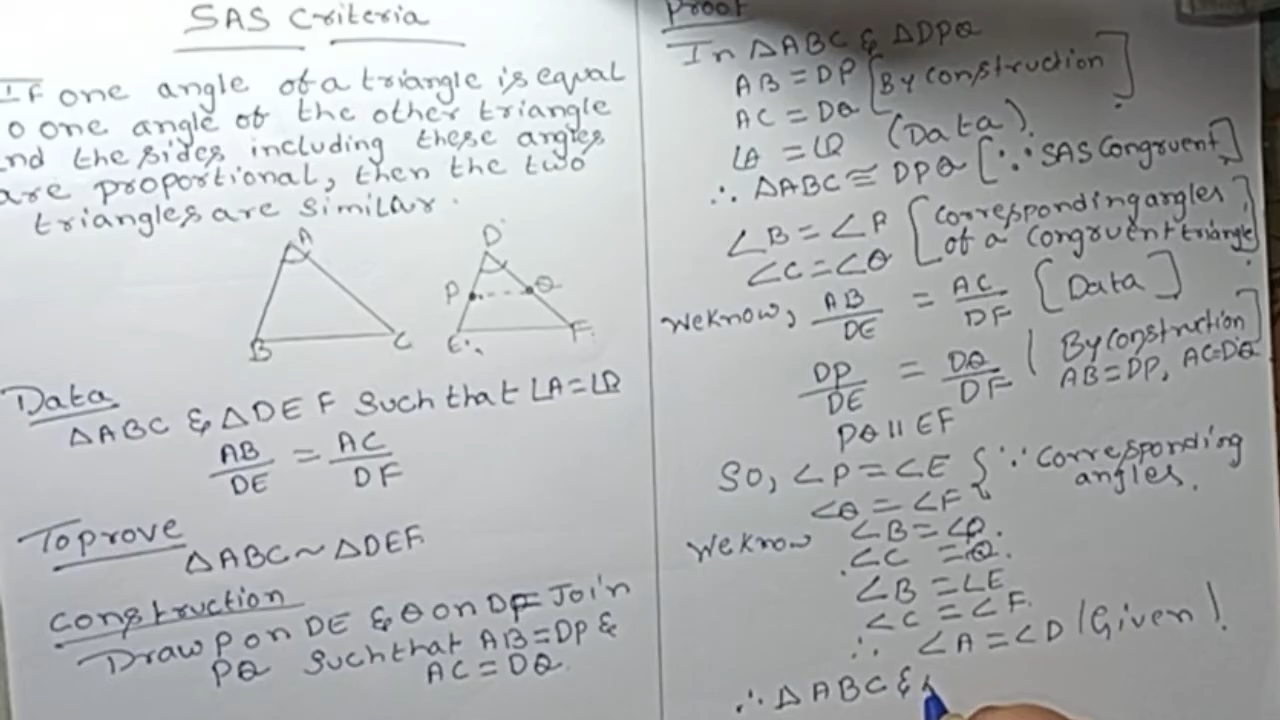 SAS Criteria
IF one angle of a triangle is equal
o one angle of the other triangle
nd the sides including these angles
are proportional, then the two
triangles are similar.
A
B
C
D
P
Q
E
F
Data
△ABC & △DEF Such that ∠A = ∠D
AB/DE = AC/DF
To prove
△ABC ~ △DEF
Construction
Draw P on DE & Q on DF Join
PQ Such that AB = DP &
AC = DQ
Proof
In △ABC & △DPQ
AB = DP [By construction]
AC = DQ
∠A = ∠D (Data)
∴ △ABC ≅ DPQ [∵ SAS Congruent]
∠B = ∠P [Corresponding angles
∠C = ∠Q of a congruent triangle]
We know, AB/DE = AC/DF [Data]
DP/DE = DQ/DF [By construction]
AB = DP, AC = DQ
PQ || EF
So, ∠P = ∠E {∵ corresponding
∠Q = ∠F angles.
We know ∠B = ∠P.
∠C = Q.
∠B = ∠E
∠C = ∠F.
∴ ∠A = ∠D (Given)
∴ △ABC &